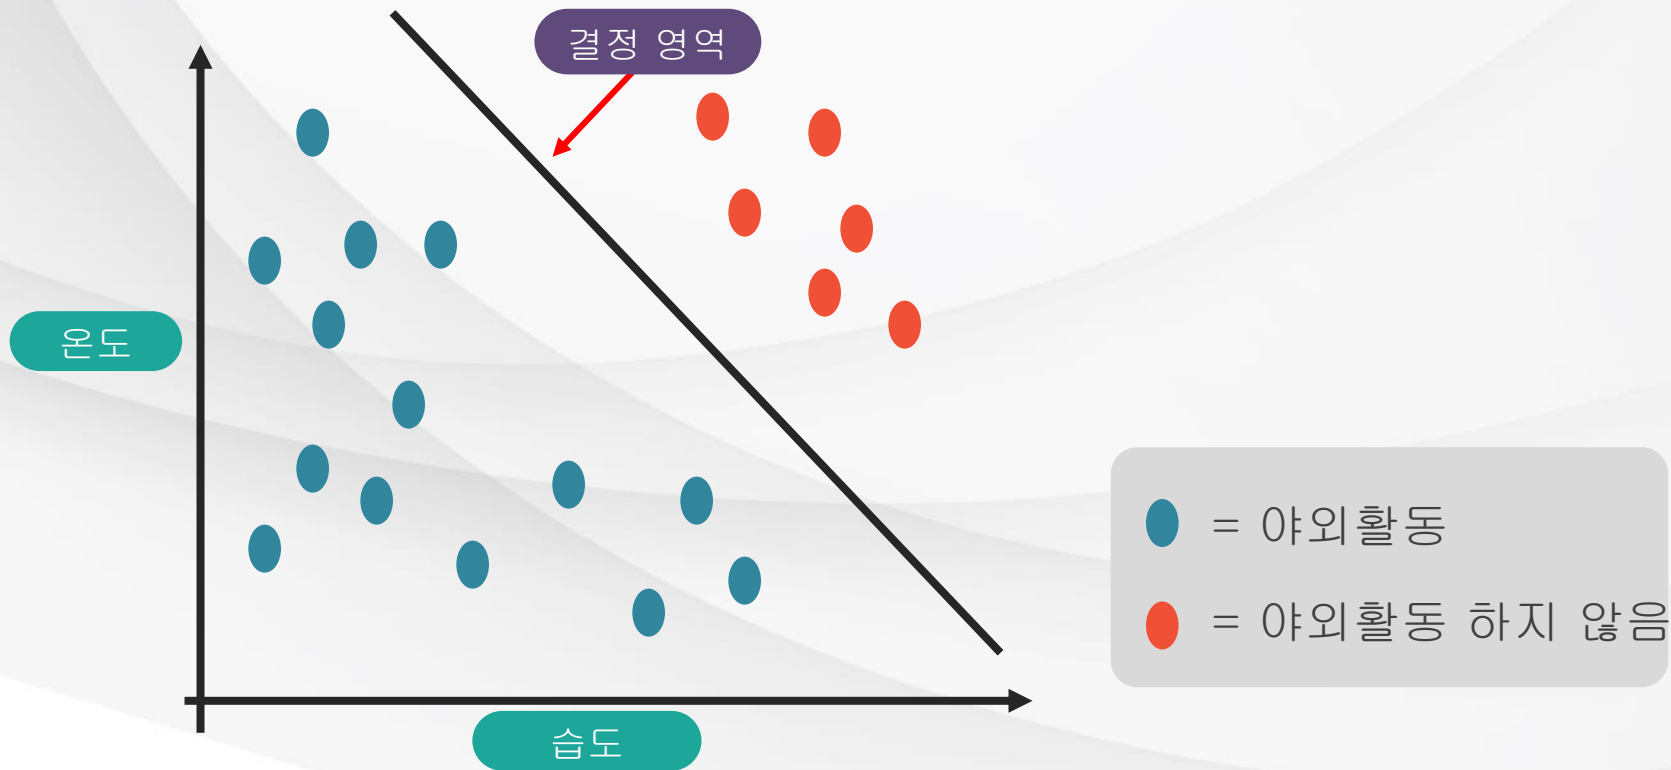 결정 영역
온도
= 야외활동
= 야외활동 하지 않음
습도